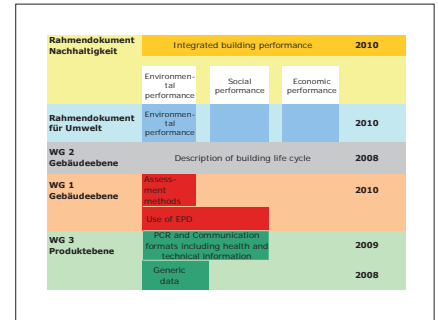 Rahmendokument
Nachhaltigkeit
Integrated building performance
2010
Environmen-
tal
performance
Social
performance
Economic
performance
Rahmendokument
für Umwelt
Environmen-
tal
performance
2010
WG 2
Gebäudeebene
Description of building life cycle
2008
WG 1
Gebäudeebene
Assess-
ment
methods
2010
Use of EPD
WG 3
Produktebene
PCR and Communication
formats including health and
technical information
2009
Generic
data
2008